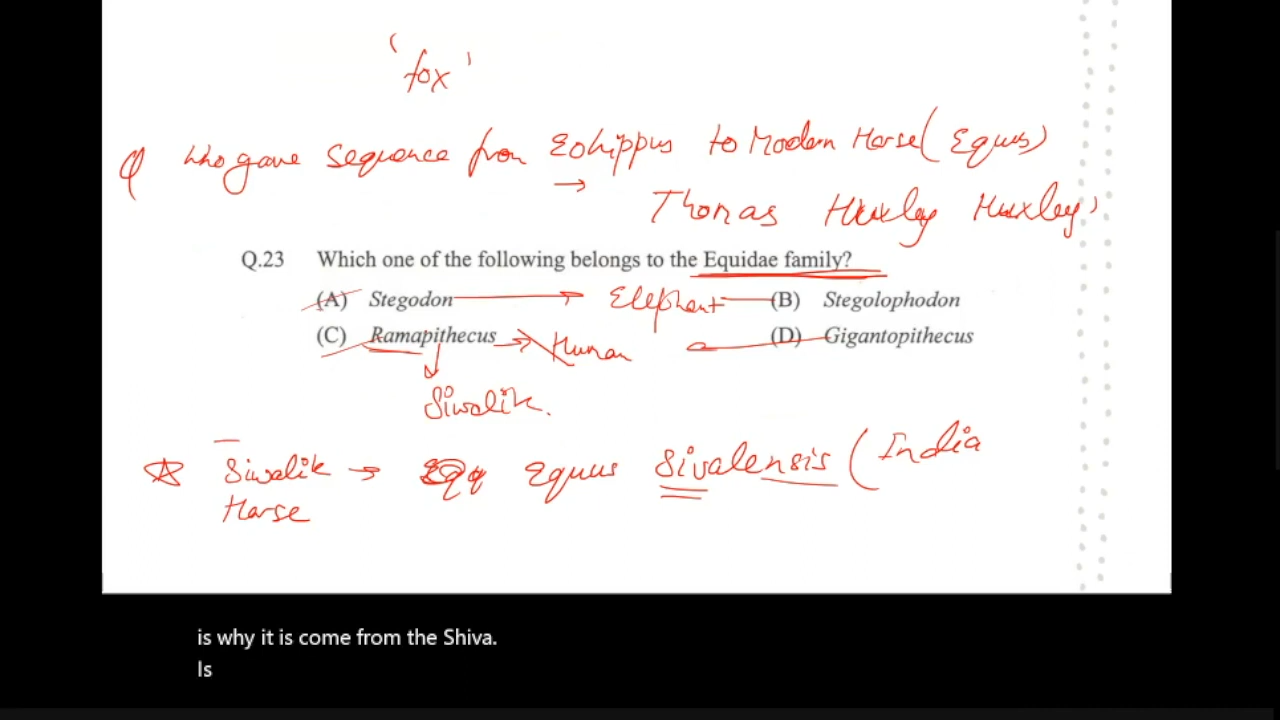 'fox'
Q who gave sequence from Eohippus to Modern Horse (Equus)
→ Thomas Huxley Huxley'
Q.23 Which one of the following belongs to the Equidae family?
(A) Stegodon → Elephant (B) Stegolophodon
(C) Ramapithecus → Human (D) Gigantopithecus
Siwalik.
Siwalik → Equus Sivalensis (India
Horse
is why it is come from the Shiva.
Is